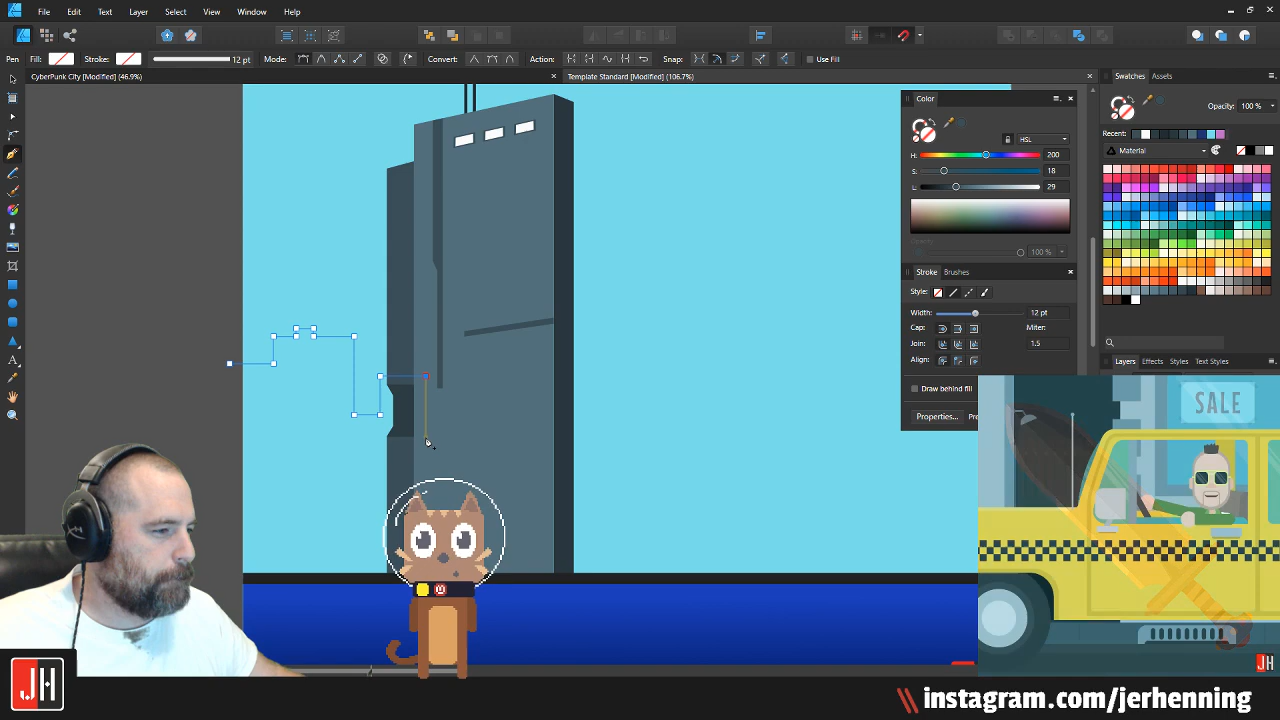 File Edit Text Layer Select View Window Help
Pen Fill: Stroke: 12 pt Mode: Convert: Action: Snap: Use Fill
CyberPunk City [Modified] (46.9%) Template Standard [Modified] (106.7%)
Swatches Assets
Opacity: 100 %
Recent:
Material
Color
HSL
H: 200
S: 18
L: 29
Opacity
100 %
Stroke Brushes
Style:
Width: 12 pt
Cap: Miter:
Join: 1.5
Align:
Draw behind fill
Properties...
Layers Effects Styles Text Styles
SALE
JH
JH
instagram.com/jerhenning